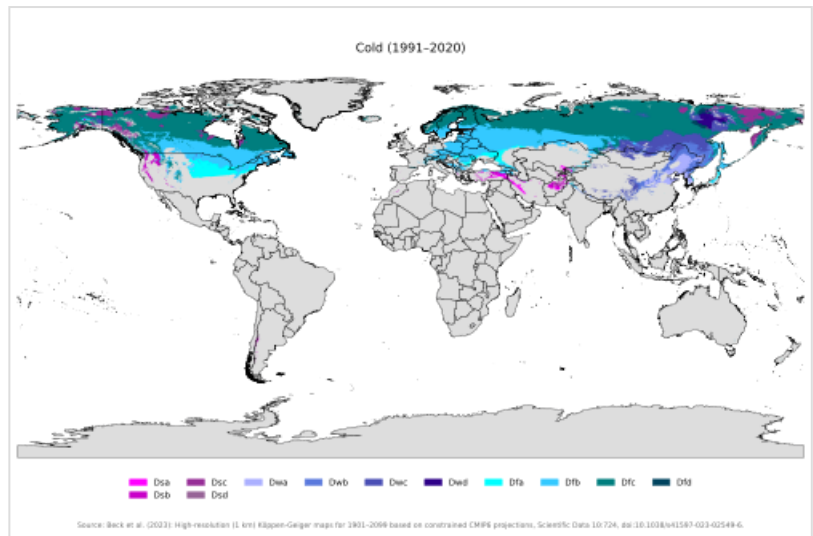 Cold (1991–2020)
Dsa Dsc Dwa Dwb Dwc Dwd Dfa Dfb Dfc Dfd
Dsb Dsd
Source: Beck et al. (2023): High-resolution (1 km) Köppen-Geiger maps for 1901–2099 based on constrained CMIP6 projections, Scientific Data 10:724, doi:10.1038/s41597-023-02549-6.